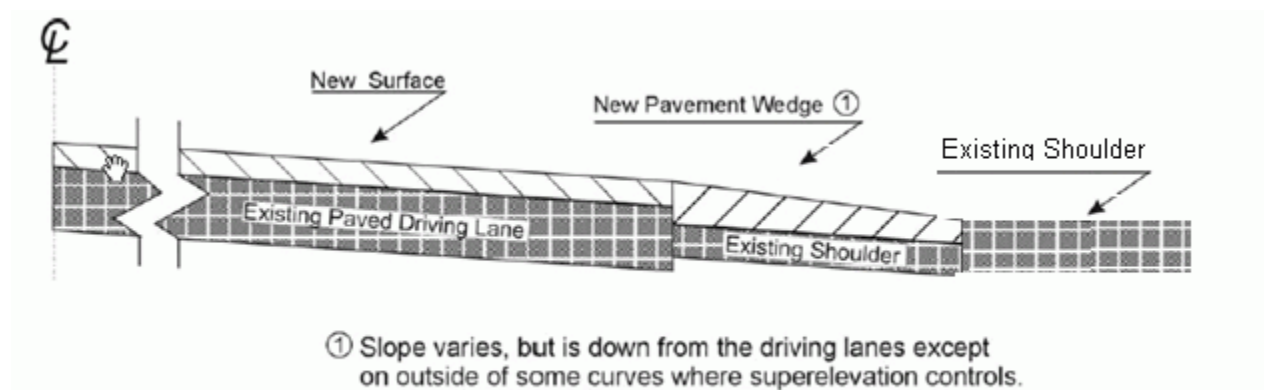 ℄
New Surface
New Pavement Wedge ①
Existing Shoulder
Existing Paved Driving Lane
Existing Shoulder
① Slope varies, but is down from the driving lanes except
on outside of some curves where superelevation controls.